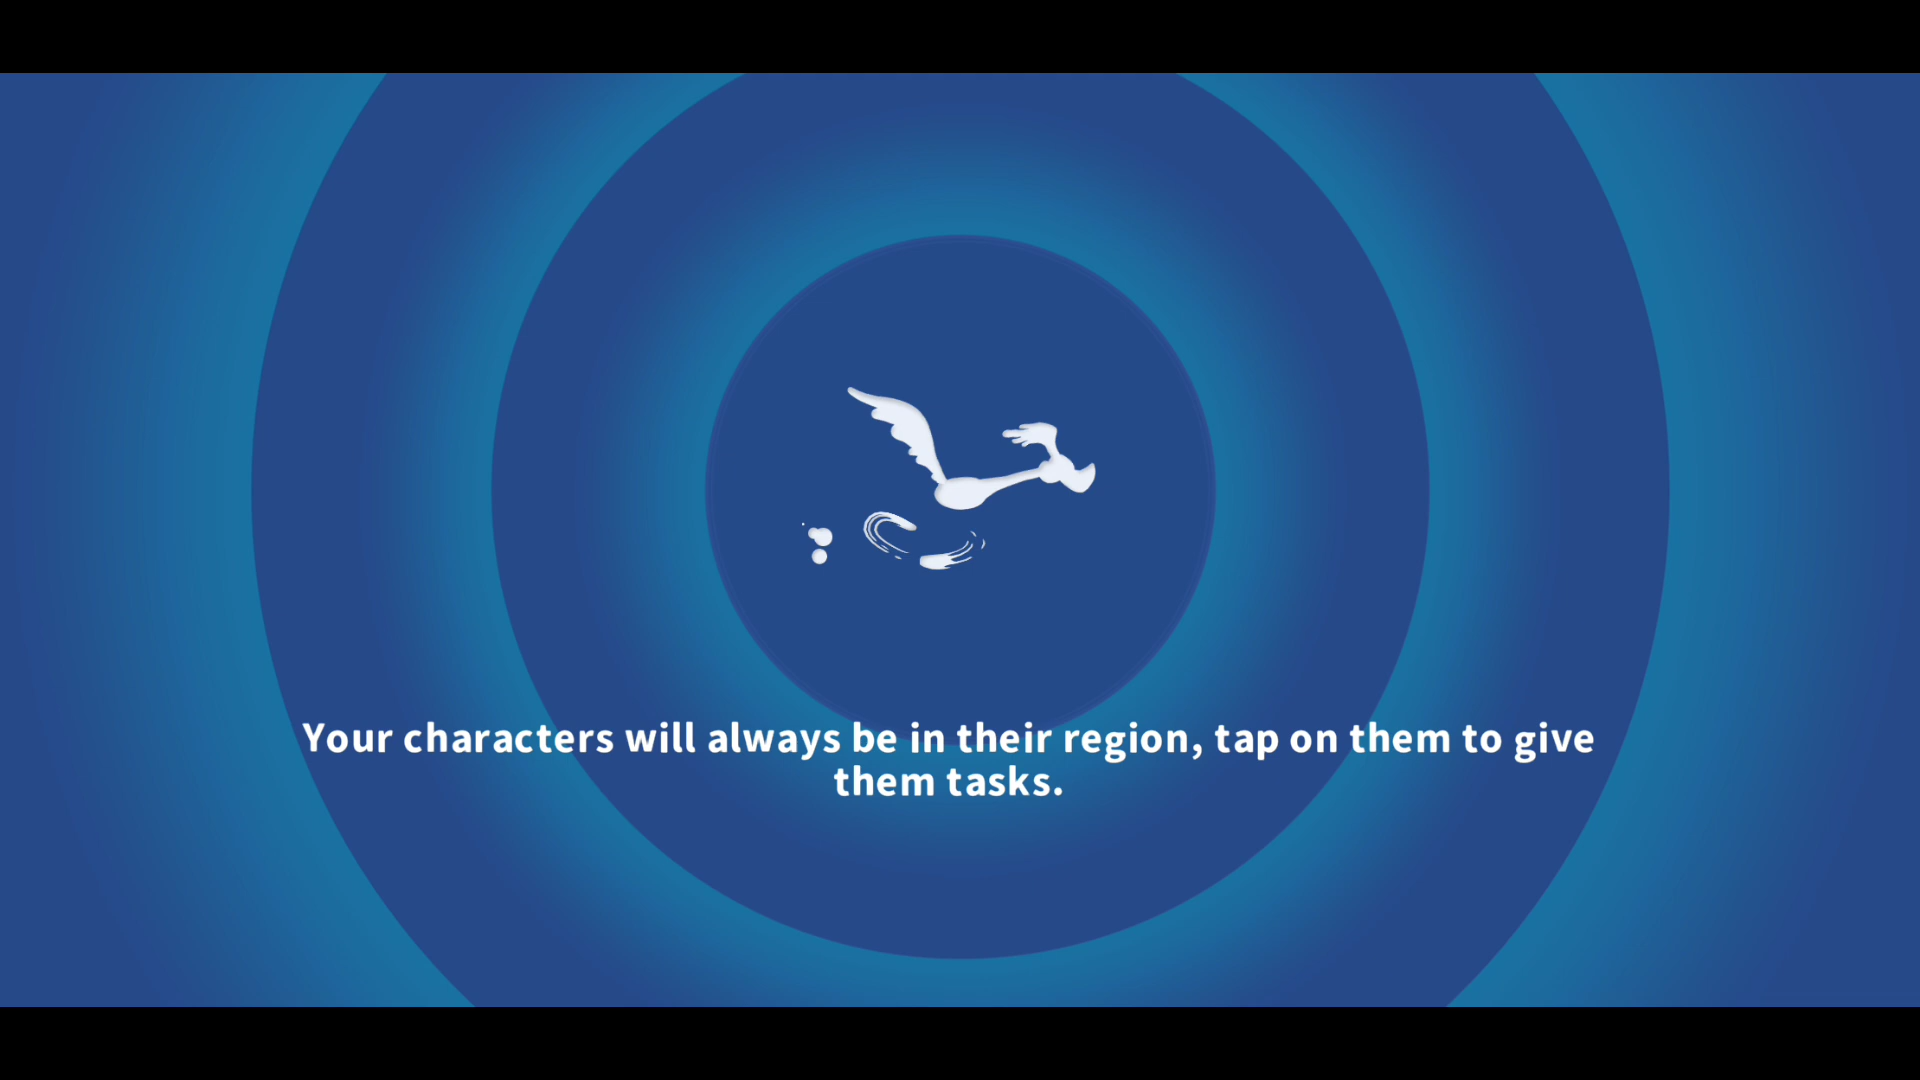 Your characters will always be in their region, tap on them to give
them tasks.